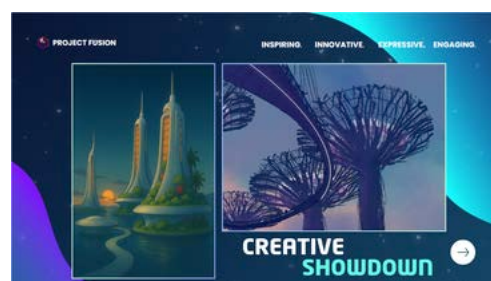 PROJECT FUSION
INSPIRING. INNOVATIVE. EXPRESSIVE. ENGAGING.
CREATIVE
SHOWDOWN